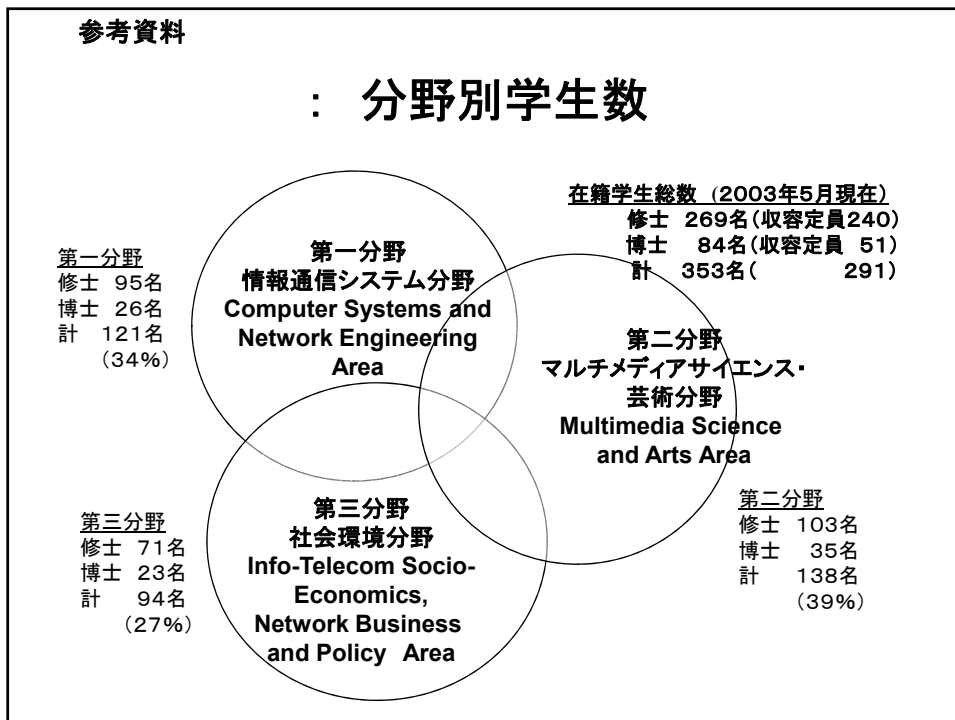 参考資料
： 分野別学生数
在籍学生総数 (2003年5月現在)
修士 269名(収容定員240)
博士 84名(収容定員 51)
計 353名( 291)
第一分野
修士 95名
博士 26名
計 121名
(34%)
第一分野
情報通信システム分野
Computer Systems and
Network Engineering
Area
第二分野
マルチメディアサイエンス・
芸術分野
Multimedia Science
and Arts Area
第三分野
修士 71名
博士 23名
計 94名
(27%)
第三分野
社会環境分野
Info-Telecom Socio-
Economics,
Network Business
and Policy Area
第二分野
修士 103名
博士 35名
計 138名
(39%)